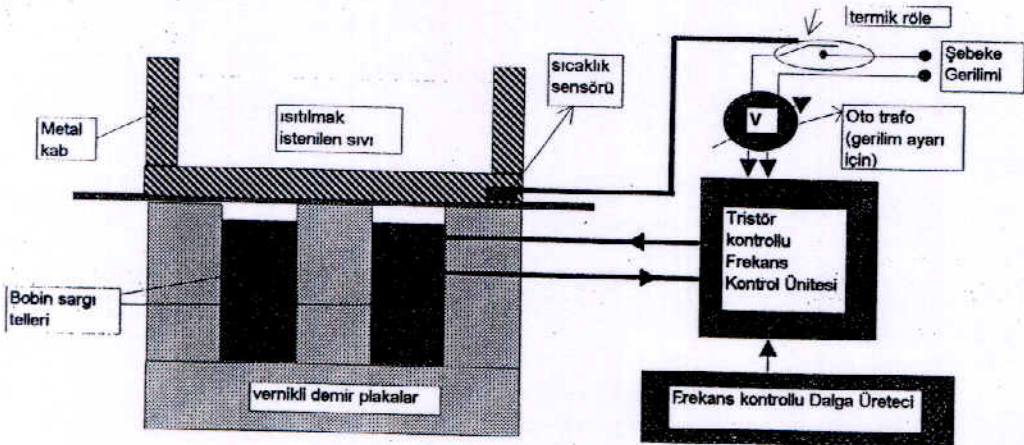 termik röle
Şebeke
Gerilimi
sıcaklık
sensörü
Metal
kab
ısıtılmak
istenilen sıvı
V
Oto trafo
(gerilim ayarı
için)
Tristör
kontrollu
Frekans
Kontrol Ünitesi
Bobin sargı
telleri
vernikli demir plakalar
Frekans kontrollu Dalga Üreteci